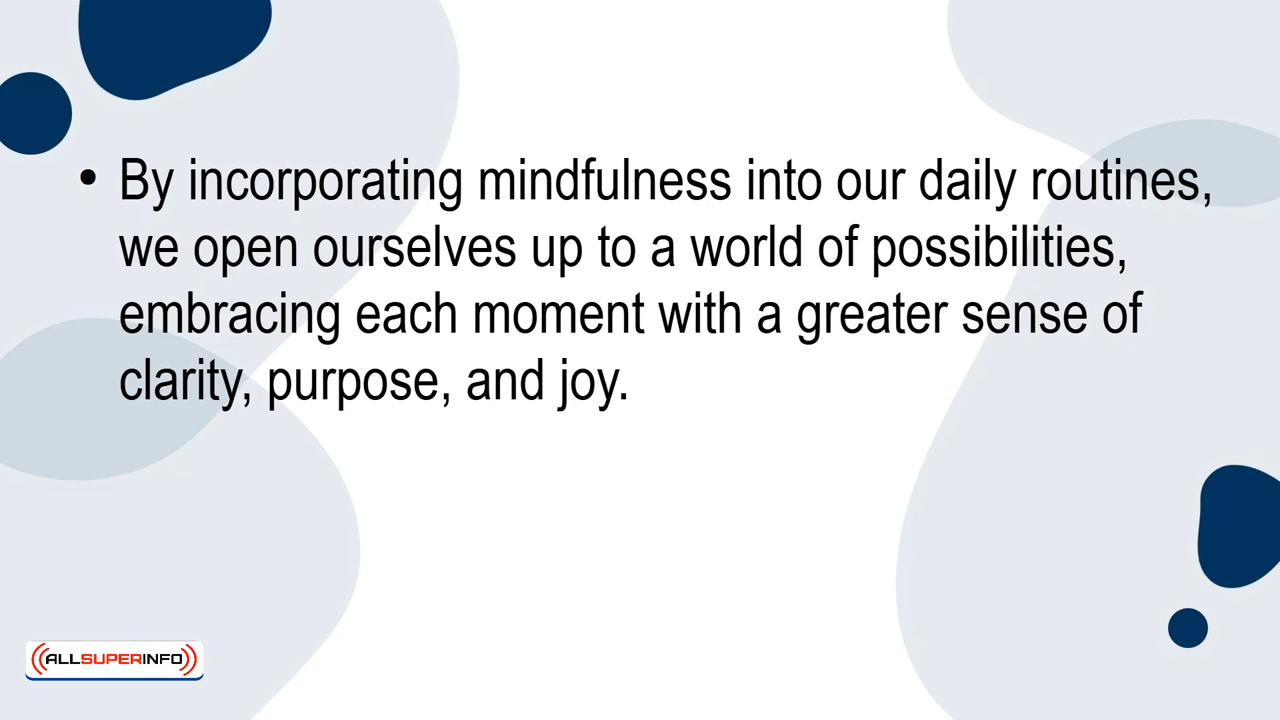 • By incorporating mindfulness into our daily routines,
we open ourselves up to a world of possibilities,
embracing each moment with a greater sense of
clarity, purpose, and joy.
ALLSUPERINFO